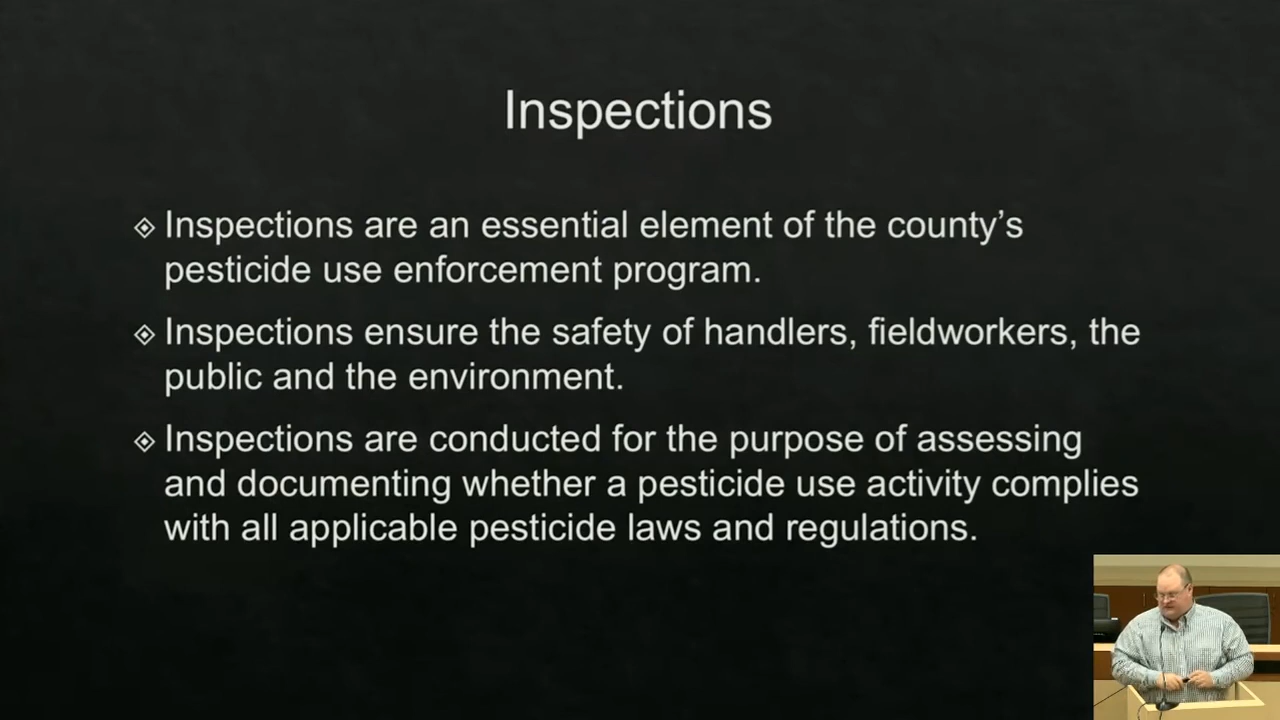 Inspections
Inspections are an essential element of the county’s
pesticide use enforcement program.
Inspections ensure the safety of handlers, fieldworkers, the
public and the environment.
Inspections are conducted for the purpose of assessing
and documenting whether a pesticide use activity complies
with all applicable pesticide laws and regulations.